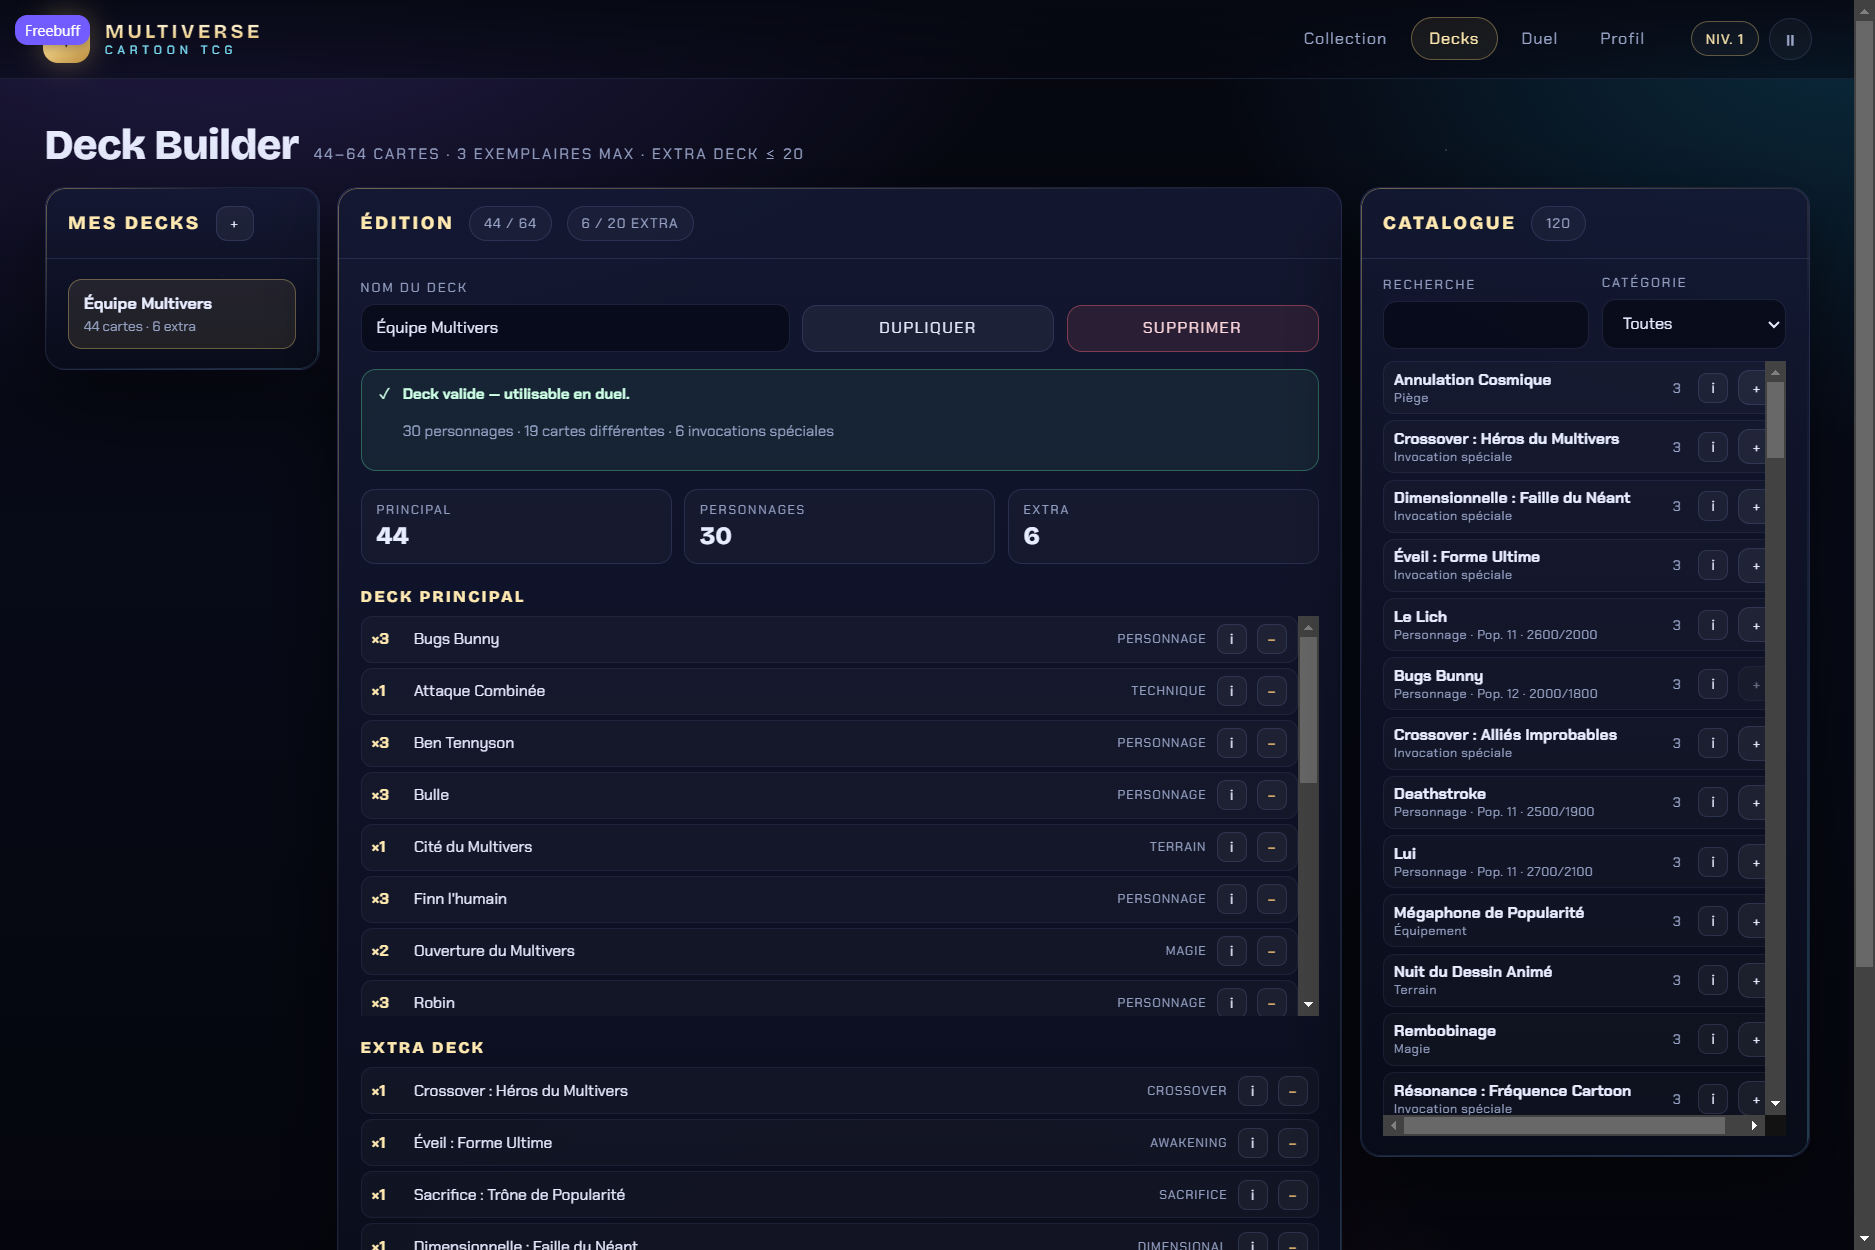 Freebuff
MULTIVERSE
CARTOON TCG
Collection
Decks
Duel
Profil
NIV. 1
Deck Builder
44–64 CARTES · 3 EXEMPLAIRES MAX · EXTRA DECK ≤ 20
MES DECKS
+
Équipe Multivers
44 cartes · 6 extra
ÉDITION
44 / 64
6 / 20 EXTRA
NOM DU DECK
Équipe Multivers
DUPLIQUER
SUPPRIMER
✓ Deck valide — utilisable en duel.
30 personnages · 19 cartes différentes · 6 invocations spéciales
PRINCIPAL
44
PERSONNAGES
30
EXTRA
6
DECK PRINCIPAL
×3 Bugs Bunny PERSONNAGE i –
×1 Attaque Combinée TECHNIQUE i –
×3 Ben Tennyson PERSONNAGE i –
×3 Bulle PERSONNAGE i –
×1 Cité du Multivers TERRAIN i –
×3 Finn l'humain PERSONNAGE i –
×2 Ouverture du Multivers MAGIE i –
×3 Robin PERSONNAGE i –
EXTRA DECK
×1 Crossover : Héros du Multivers CROSSOVER i –
×1 Éveil : Forme Ultime AWAKENING i –
×1 Sacrifice : Trône de Popularité SACRIFICE i –
×1 Dimensionnelle : Faille du Néant DIMENSIONAL i –
CATALOGUE
120
RECHERCHE
CATÉGORIE
Toutes
Annulation Cosmique 3 i +
Piège
Crossover : Héros du Multivers 3 i +
Invocation spéciale
Dimensionnelle : Faille du Néant 3 i +
Invocation spéciale
Éveil : Forme Ultime 3 i +
Invocation spéciale
Le Lich 3 i +
Personnage · Pop. 11 · 2600/2000
Bugs Bunny 3 i +
Personnage · Pop. 12 · 2000/1800
Crossover : Alliés Improbables 3 i +
Invocation spéciale
Deathstroke 3 i +
Personnage · Pop. 11 · 2500/1900
Lui 3 i +
Personnage · Pop. 11 · 2700/2100
Mégaphone de Popularité 3 i +
Équipement
Nuit du Dessin Animé 3 i +
Terrain
Rembobinage 3 i +
Magie
Résonance : Fréquence Cartoon 3 i +
Invocation spéciale